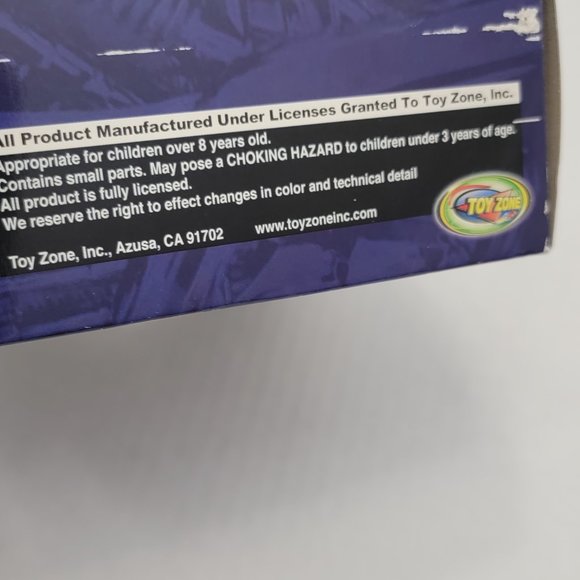 All Product Manufactured Under Licenses Granted To Toy Zone, Inc.
Appropriate for children over 8 years old.
Contains small parts. May pose a CHOKING HAZARD to children under 3 years of age.
All product is fully licensed.
We reserve the right to effect changes in color and technical detail
Toy Zone, Inc., Azusa, CA 91702 www.toyzoneinc.com
TOY ZONE